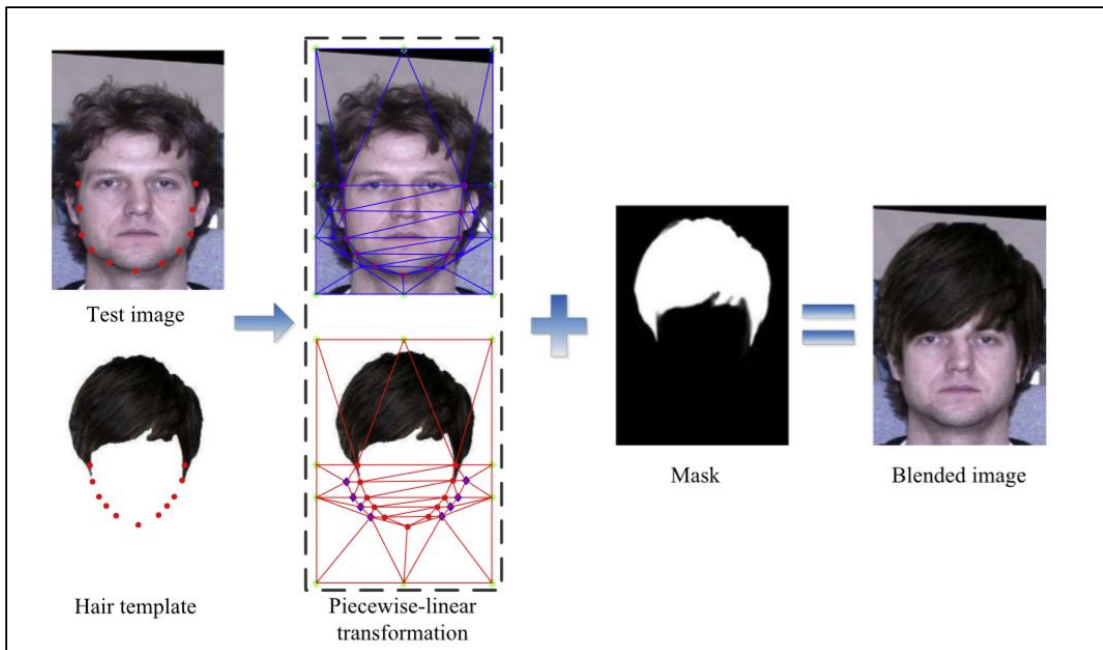 Test image
Hair template
Piecewise-linear
transformation
Mask
Blended image